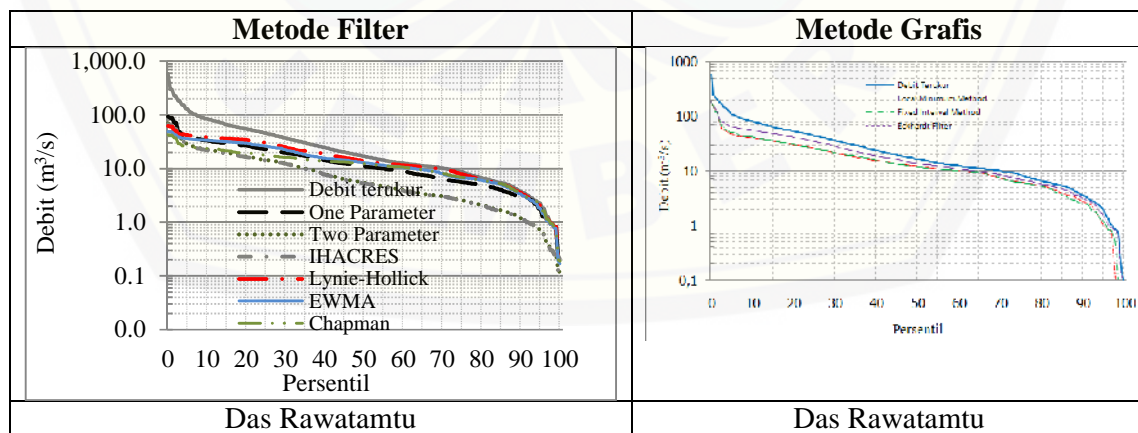 Metode Filter
Debit (m³/s)
1,000.0
100.0
10.0
1.0
0.1
0.0
Debit terukur
One Parameter
Two Parameter
IHACRES
Lynie-Hollick
EWMA
Chapman
0 10 20 30 40 50 60 70 80 90 100
Persentil
Das Rawatamtu
Metode Grafis
Debit (m³/s)
1000
100
10
1
0,1
Debit Terukur
Local Minimum Method
Fixed Interval Method
Eckhardt Filter
0 10 20 30 40 50 60 70 80 90 100
Persentil
Das Rawatamtu